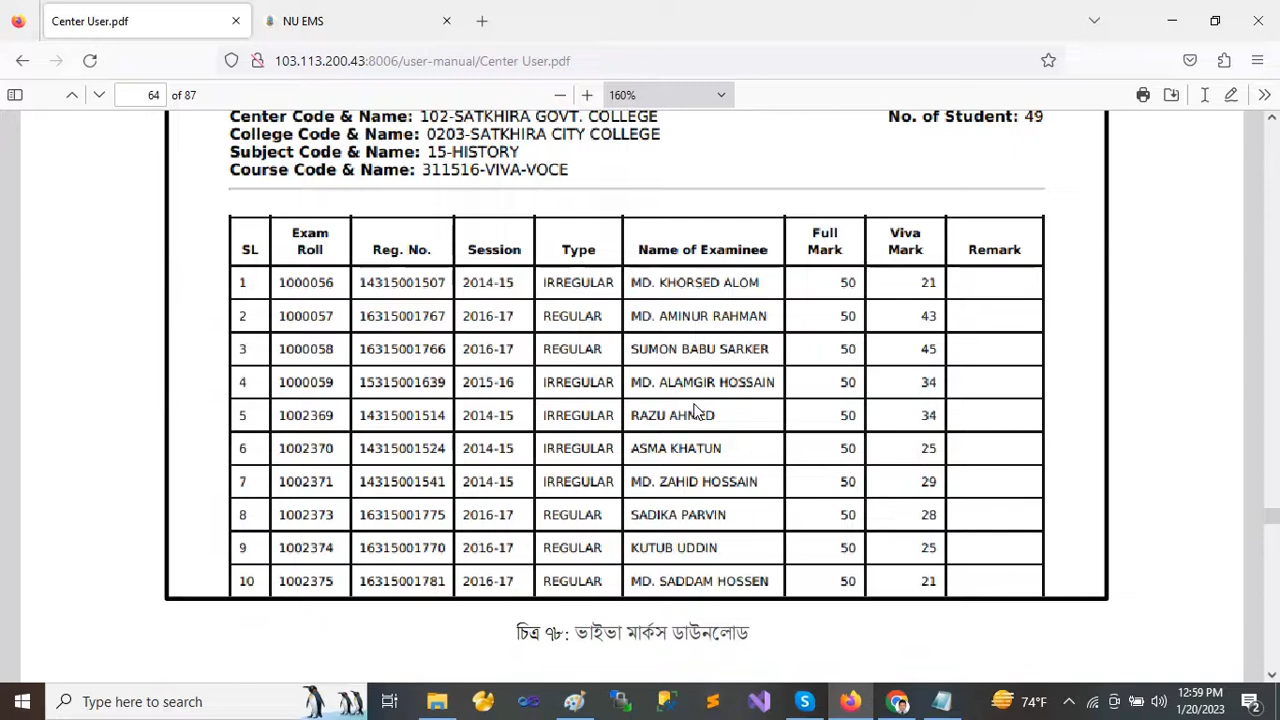 Center User.pdf
NU EMS
103.113.200.43:8006/user-manual/Center User.pdf
64 of 87
160%
Center Code & Name: 102-SATKHIRA GOVT. COLLEGE No. of Student: 49
College Code & Name: 0203-SATKHIRA CITY COLLEGE
Subject Code & Name: 15-HISTORY
Course Code & Name: 311516-VIVA-VOCE
SL Exam Roll Reg. No. Session Type Name of Examinee Full Mark Viva Mark Remark
1 1000056 14315001507 2014-15 IRREGULAR MD. KHORSED ALOM 50 21
2 1000057 16315001767 2016-17 REGULAR MD. AMINUR RAHMAN 50 43
3 1000058 16315001766 2016-17 REGULAR SUMON BABU SARKER 50 45
4 1000059 15315001639 2015-16 IRREGULAR MD. ALAMGIR HOSSAIN 50 34
5 1002369 14315001514 2014-15 IRREGULAR RAZU AHMED 50 34
6 1002370 14315001524 2014-15 IRREGULAR ASMA KHATUN 50 25
7 1002371 14315001541 2014-15 IRREGULAR MD. ZAHID HOSSAIN 50 29
8 1002373 16315001775 2016-17 REGULAR SADIKA PARVIN 50 28
9 1002374 16315001770 2016-17 REGULAR KUTUB UDDIN 50 25
10 1002375 16315001781 2016-17 REGULAR MD. SADDAM HOSSEN 50 21
চিত্র ৭৮: ভাইভা মার্কস ডাউনলোড
Type here to search
74°F
12:59 PM
1/20/2023
2